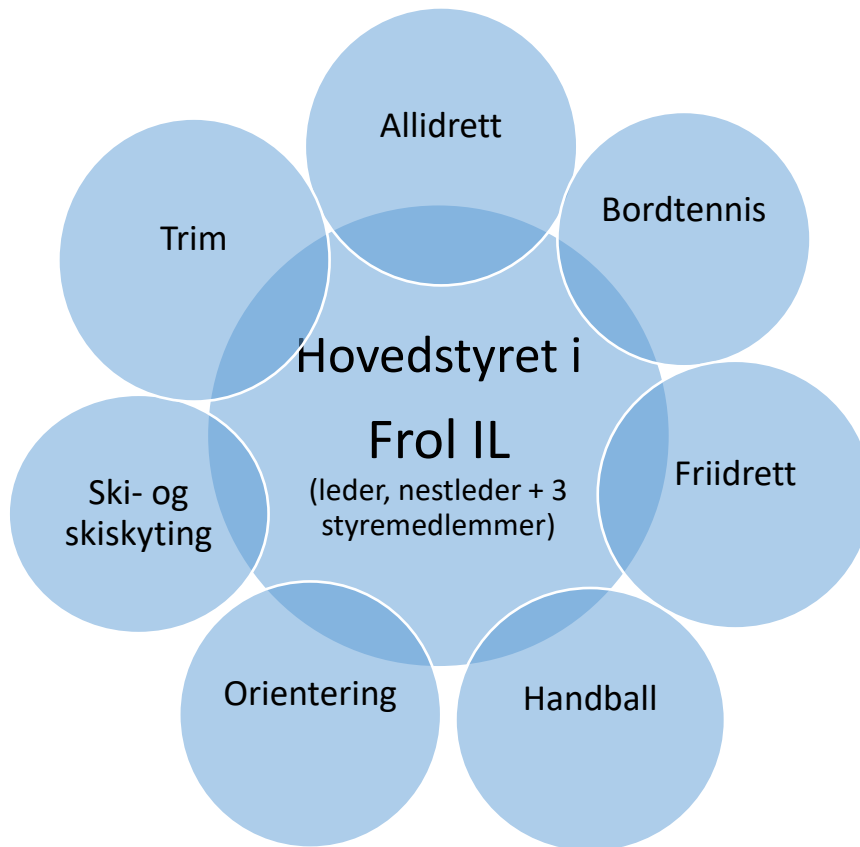 Allidrett
Bordtennis
Trim
Hovedstyret i
Frol IL
(leder, nestleder + 3
styremedlemmer)
Friidrett
Ski- og
skiskyting
Orientering
Handball